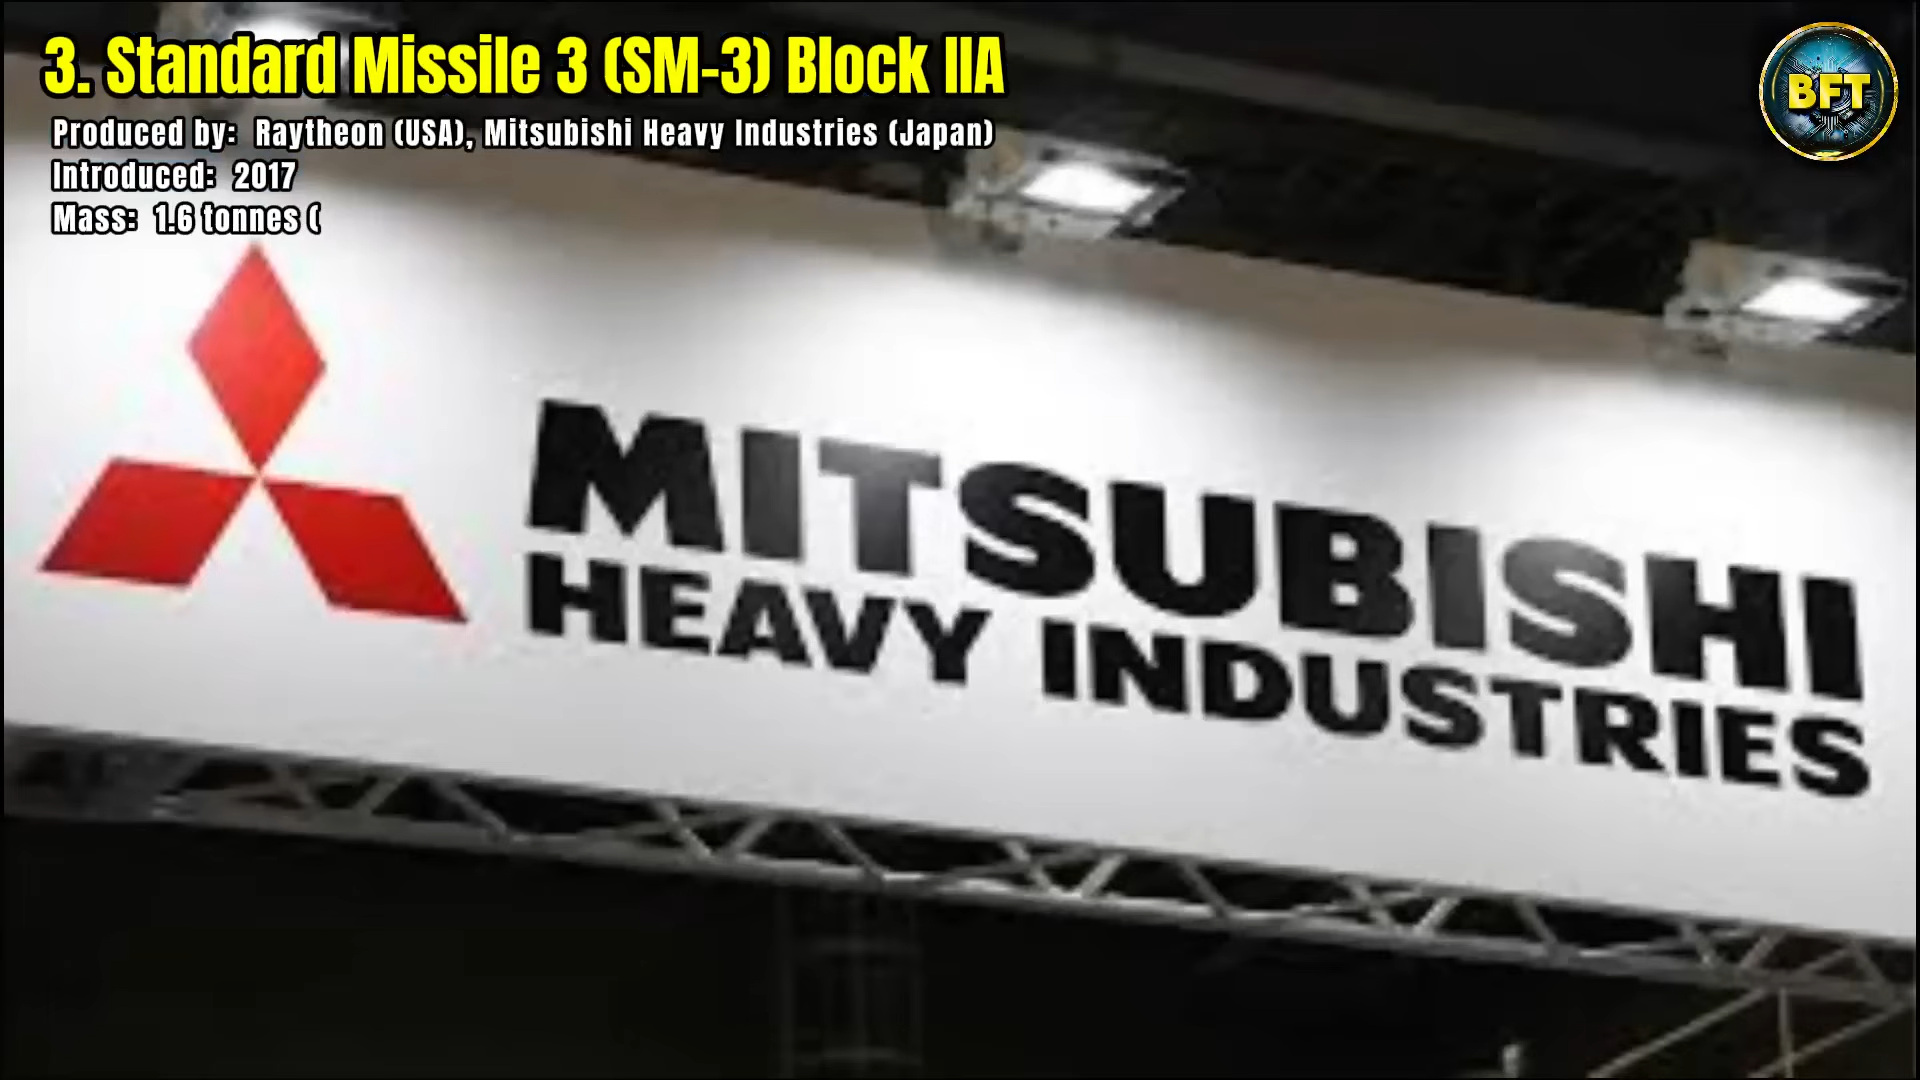 3. Standard Missile 3 (SM-3) Block IIA
Produced by: Raytheon (USA), Mitsubishi Heavy Industries (Japan)
Introduced: 2017
Mass: 1.6 tonnes (
BFT
MITSUBISHI
HEAVY INDUSTRIES